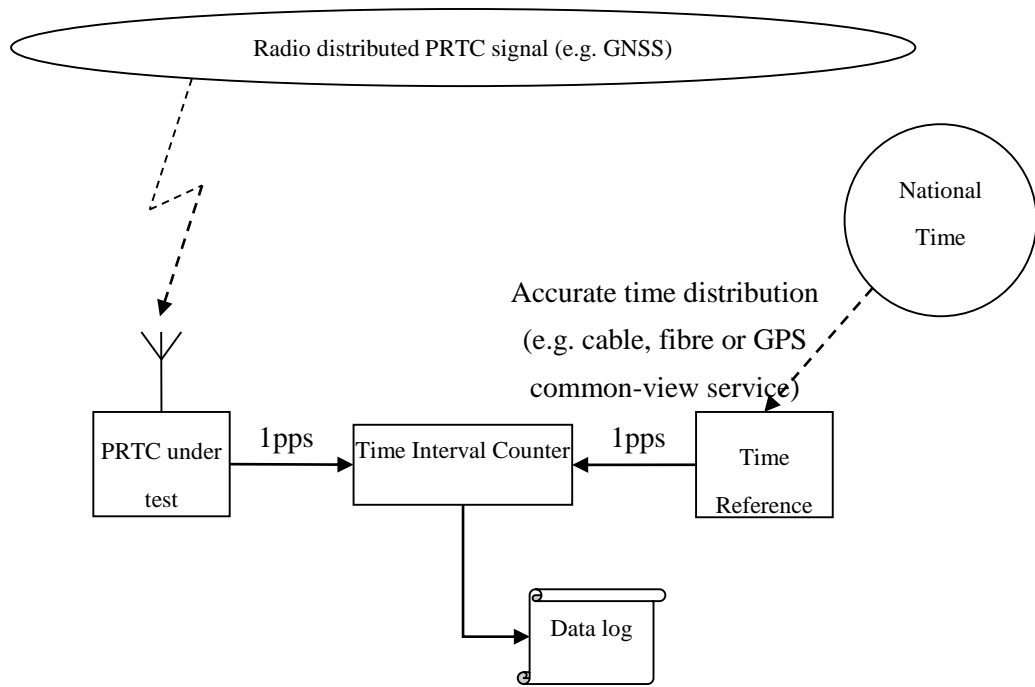 Radio distributed PRTC signal (e.g. GNSS)
National
Time
Accurate time distribution
(e.g. cable, fibre or GPS
common-view service)
PRTC under
test
1pps
Time Interval Counter
1pps
Time
Reference
Data log